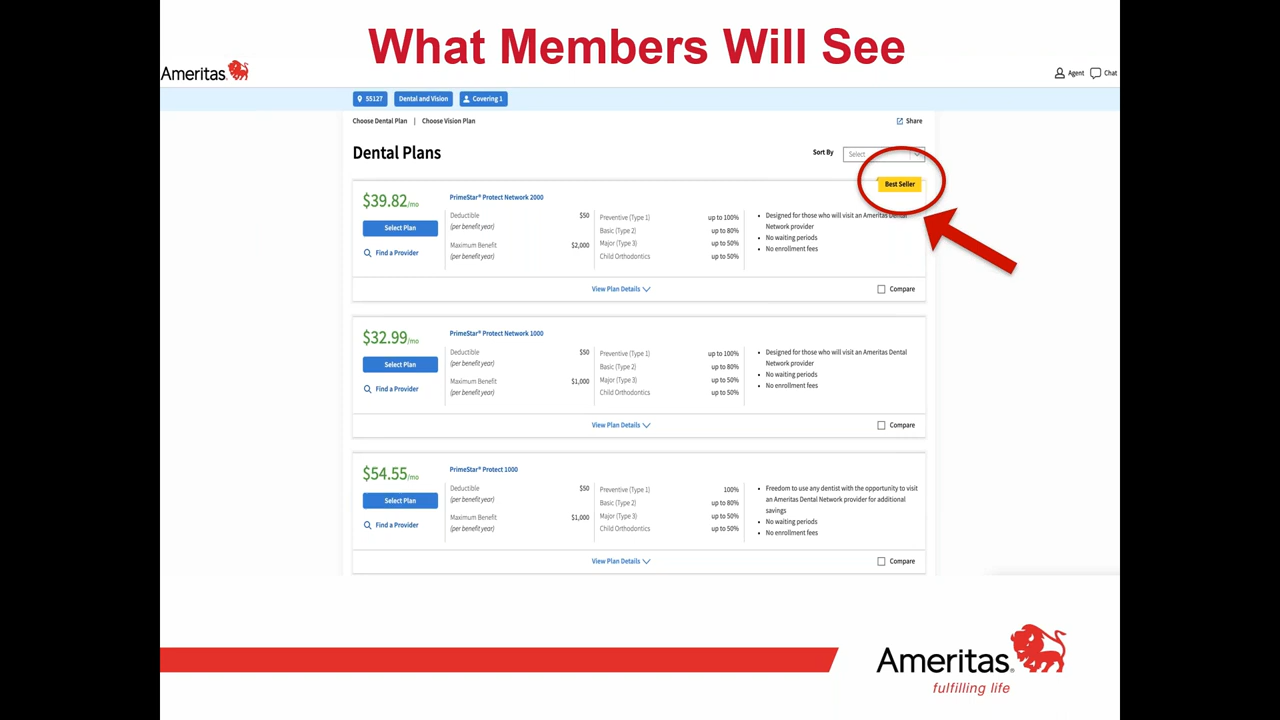 What Members Will See
Ameritas
Agent Chat
55127 Dental and Vision Covering 1
Choose Dental Plan | Choose Vision Plan
Share
Dental Plans
Sort By Select
Best Seller
$39.82/mo
Select Plan
Find a Provider
PrimeStar® Protect Network 2000
Deductible $50
(per benefit year)
Maximum Benefit $2,000
(per benefit year)
Preventive (Type 1) up to 100%
Basic (Type 2) up to 80%
Major (Type 3) up to 50%
Child Orthodontics up to 50%
• Designed for those who will visit an Ameritas Dental
Network provider
• No waiting periods
• No enrollment fees
View Plan Details
Compare
$32.99/mo
Select Plan
Find a Provider
PrimeStar® Protect Network 1000
Deductible $50
(per benefit year)
Maximum Benefit $1,000
(per benefit year)
Preventive (Type 1) up to 100%
Basic (Type 2) up to 80%
Major (Type 3) up to 50%
Child Orthodontics up to 50%
• Designed for those who will visit an Ameritas Dental
Network provider
• No waiting periods
• No enrollment fees
View Plan Details
Compare
$54.55/mo
Select Plan
Find a Provider
PrimeStar® Protect 1000
Deductible $50
(per benefit year)
Maximum Benefit $1,000
(per benefit year)
Preventive (Type 1) 100%
Basic (Type 2) up to 80%
Major (Type 3) up to 50%
Child Orthodontics up to 50%
• Freedom to use any dentist with the opportunity to visit
an Ameritas Dental Network provider for additional
savings
• No waiting periods
• No enrollment fees
View Plan Details
Compare
Ameritas®
fulfilling life